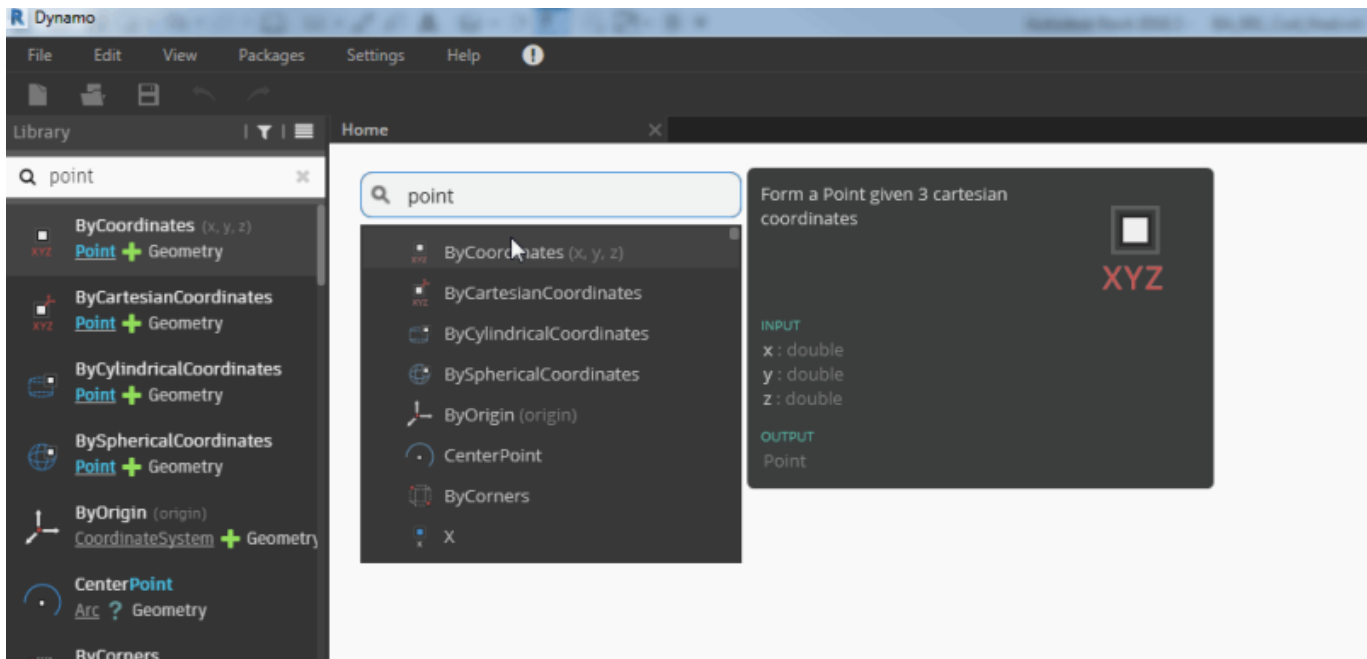 R Dynamo
File Edit View Packages Settings Help
Library
Home
point
ByCoordinates (x, y, z)
Point Geometry
ByCartesianCoordinates
Point Geometry
ByCylindricalCoordinates
Point Geometry
BySphericalCoordinates
Point Geometry
ByOrigin (origin)
CoordinateSystem Geometry
CenterPoint
Arc ? Geometry
ByCorners
point
ByCoordinates (x, y, z)
ByCartesianCoordinates
ByCylindricalCoordinates
BySphericalCoordinates
ByOrigin (origin)
CenterPoint
ByCorners
X
Form a Point given 3 cartesian
coordinates
XYZ
INPUT
x : double
y : double
z : double
OUTPUT
Point